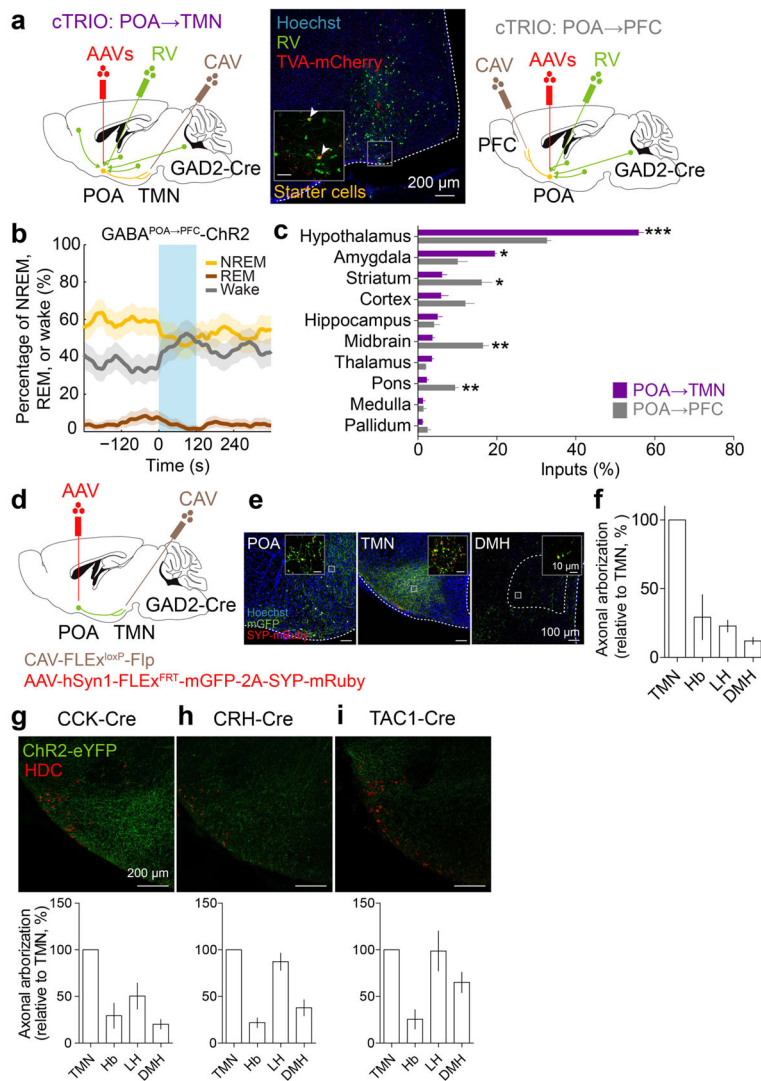 a
cTRIO: POA→TMN
AAVs
RV
CAV
GAD2-Cre
POA
TMN
Hoechst
RV
TVA-mCherry
Starter cells
200 µm
cTRIO: POA→PFC
CAV
AAVs
RV
PFC
GAD2-Cre
POA
b
GABAPOA→PFC-ChR2
Percentage of NREM,
REM, or wake (%)
100
80
60
40
20
0
NREM
REM
Wake
−120
0
120
240
Time (s)
c
Hypothalamus
Amygdala
Striatum
Cortex
Hippocampus
Midbrain
Thalamus
Pons
Medulla
Pallidum
***
*
*
**
**
POA→TMN
POA→PFC
0
20
40
60
80
Inputs (%)
d
AAV
CAV
GAD2-Cre
POA
TMN
CAV-FLExloxP-Flp
AAV-hSyn1-FLExFRT-mGFP-2A-SYP-mRuby
e
POA
Hoechst
mGFP
SYP-mRuby
TMN
DMH
10 µm
100 µm
f
Axonal arborization
(relative to TMN, %)
100
50
0
TMN
Hb
LH
DMH
g
CCK-Cre
h
CRH-Cre
i
TAC1-Cre
ChR2-eYFP
HDC
200 µm
Axonal arborization
(relative to TMN, %)
150
100
50
0
TMN
Hb
LH
DMH
150
100
50
0
TMN
Hb
LH
DMH
150
100
50
0
TMN
Hb
LH
DMH